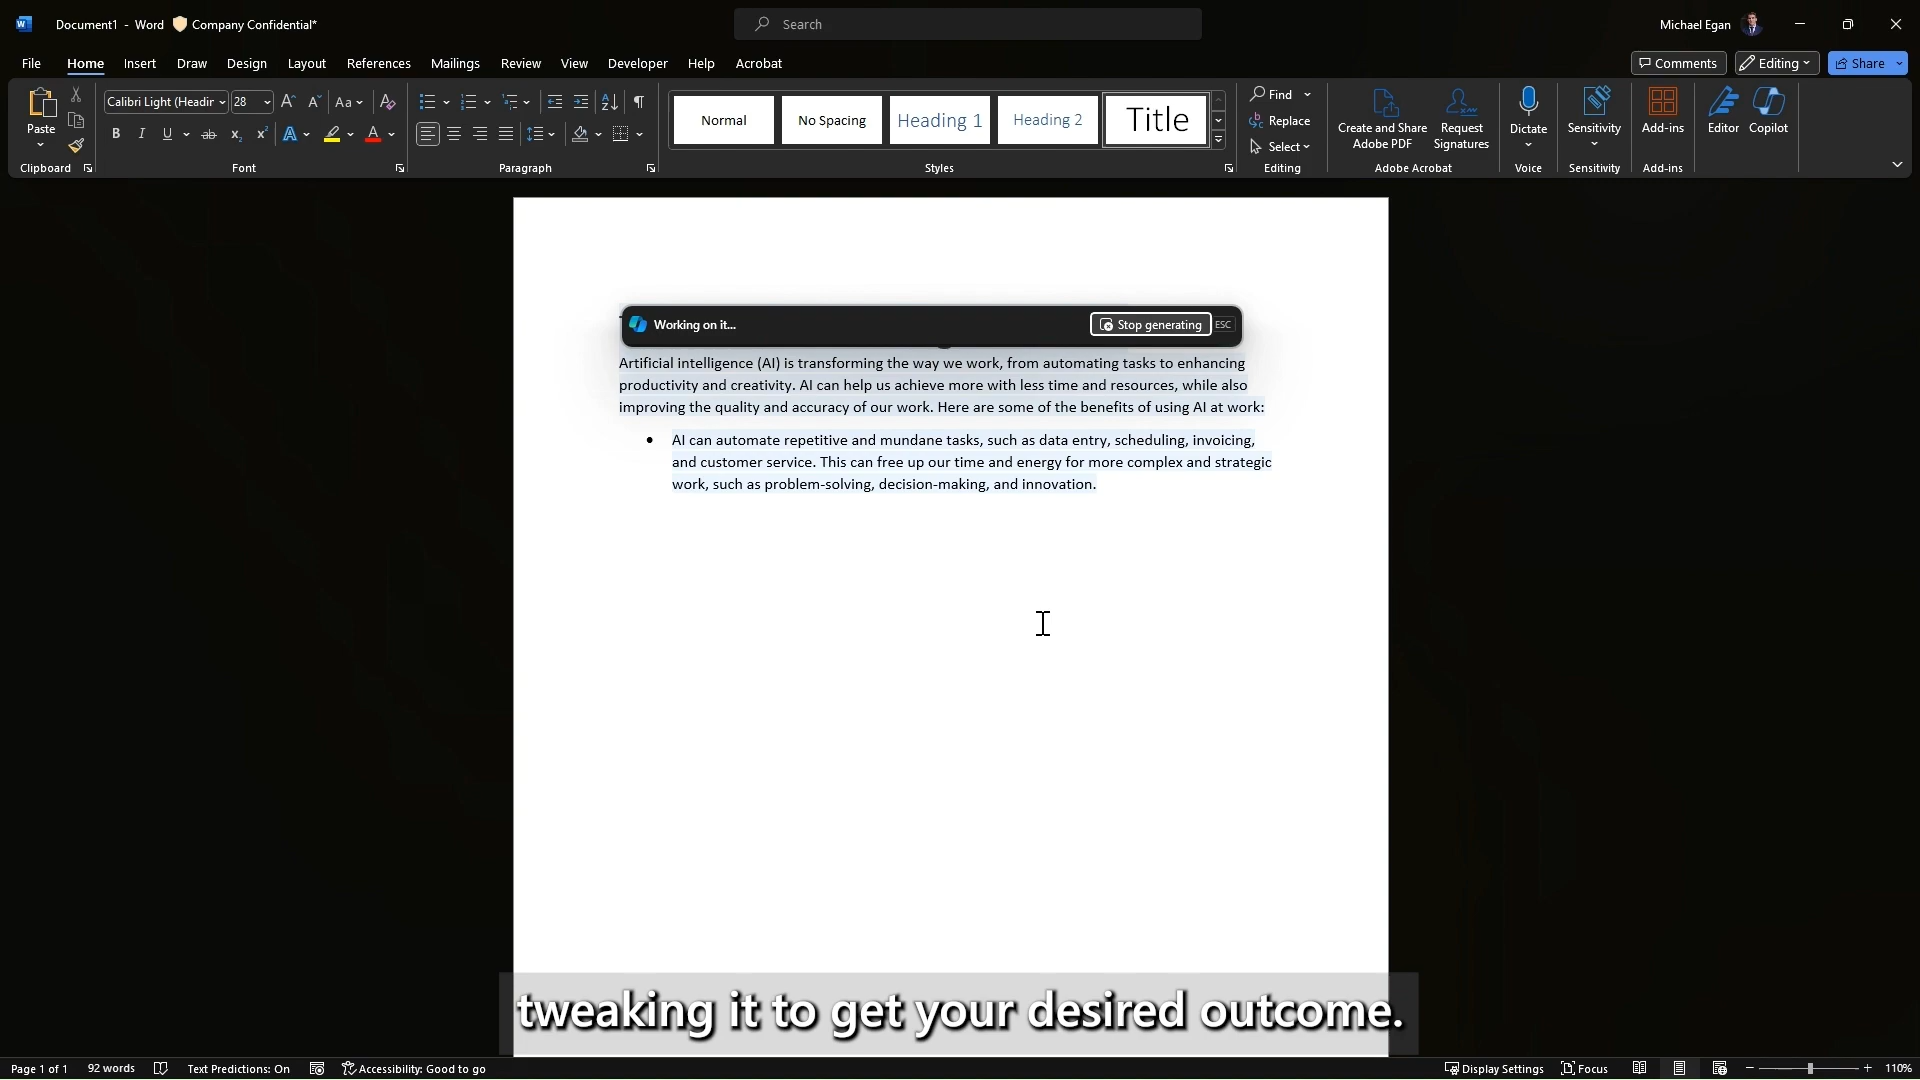 Document1 - Word Company Confidential*
Search
Michael Egan
File Home Insert Draw Design Layout References Mailings Review View Developer Help Acrobat
Comments Editing Share
Paste
Clipboard
Calibri Light (Headin 28
Aa
B I U ab x₂ x² A A
Font
Paragraph
Normal No Spacing Heading 1 Heading 2 Title
Styles
Find
Replace
Select
Editing
Create and Share
Adobe PDF
Request
Signatures
Adobe Acrobat
Dictate
Voice
Sensitivity
Sensitivity
Add-ins
Add-ins
Editor Copilot
Working on it... Stop generating ESC
Artificial intelligence (AI) is transforming the way we work, from automating tasks to enhancing
productivity and creativity. AI can help us achieve more with less time and resources, while also
improving the quality and accuracy of our work. Here are some of the benefits of using AI at work:
• AI can automate repetitive and mundane tasks, such as data entry, scheduling, invoicing,
and customer service. This can free up our time and energy for more complex and strategic
work, such as problem-solving, decision-making, and innovation.
tweaking it to get your desired outcome.
Page 1 of 1 92 words Text Predictions: On Accessibility: Good to go Display Settings Focus 110%